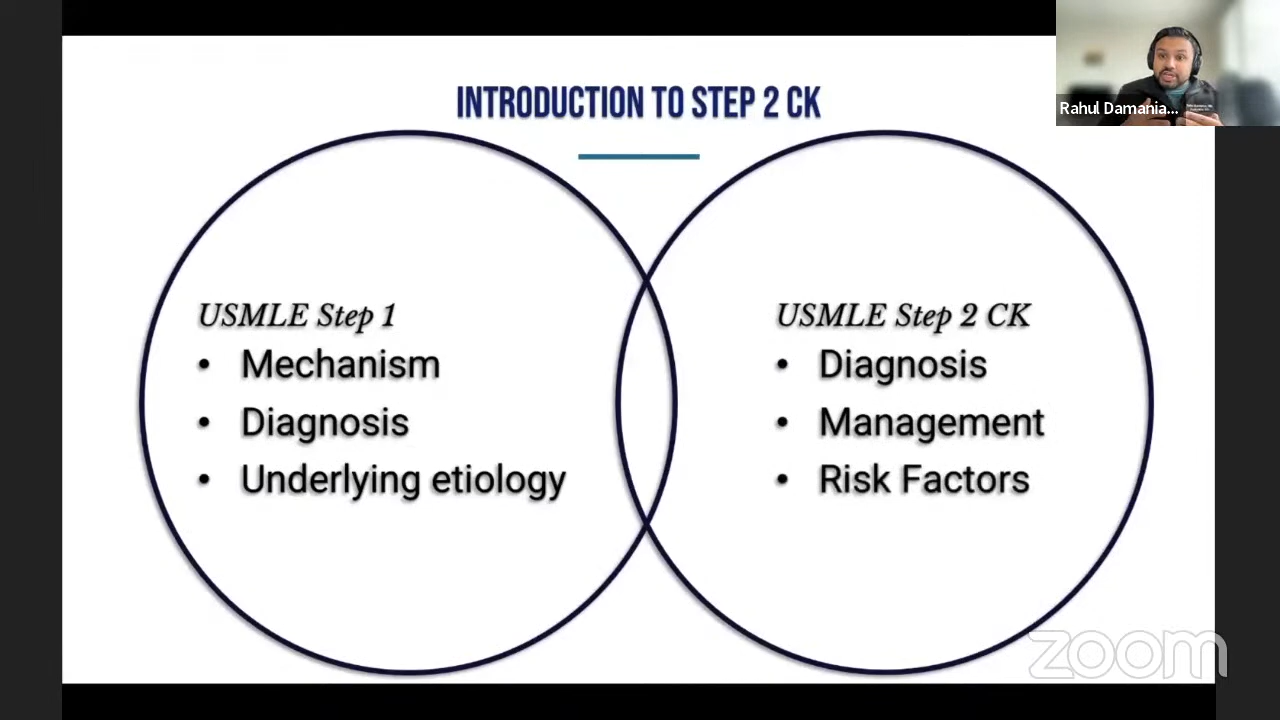 INTRODUCTION TO STEP 2 CK
Rahul Damania...
USMLE Step 1
• Mechanism
• Diagnosis
• Underlying etiology
USMLE Step 2 CK
• Diagnosis
• Management
• Risk Factors
zoom